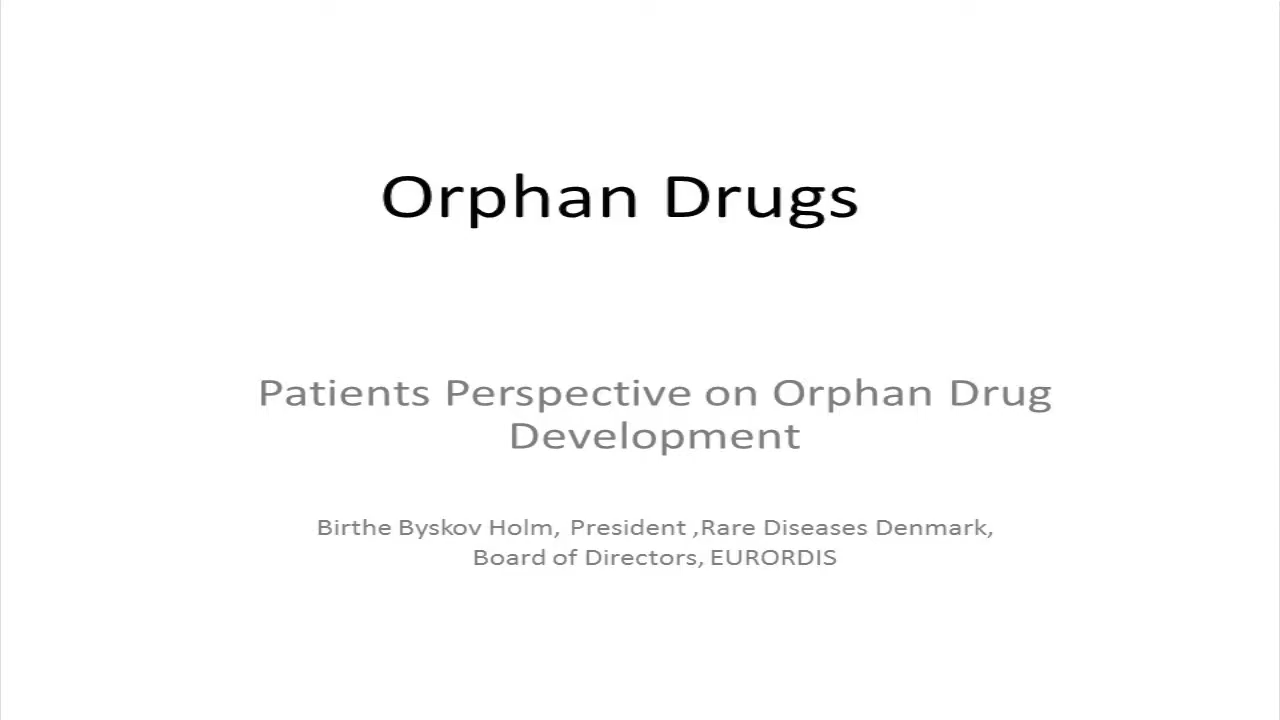 Orphan Drugs
Patients Perspective on Orphan Drug
Development
Birthe Byskov Holm, President ,Rare Diseases Denmark,
Board of Directors, EURORDIS